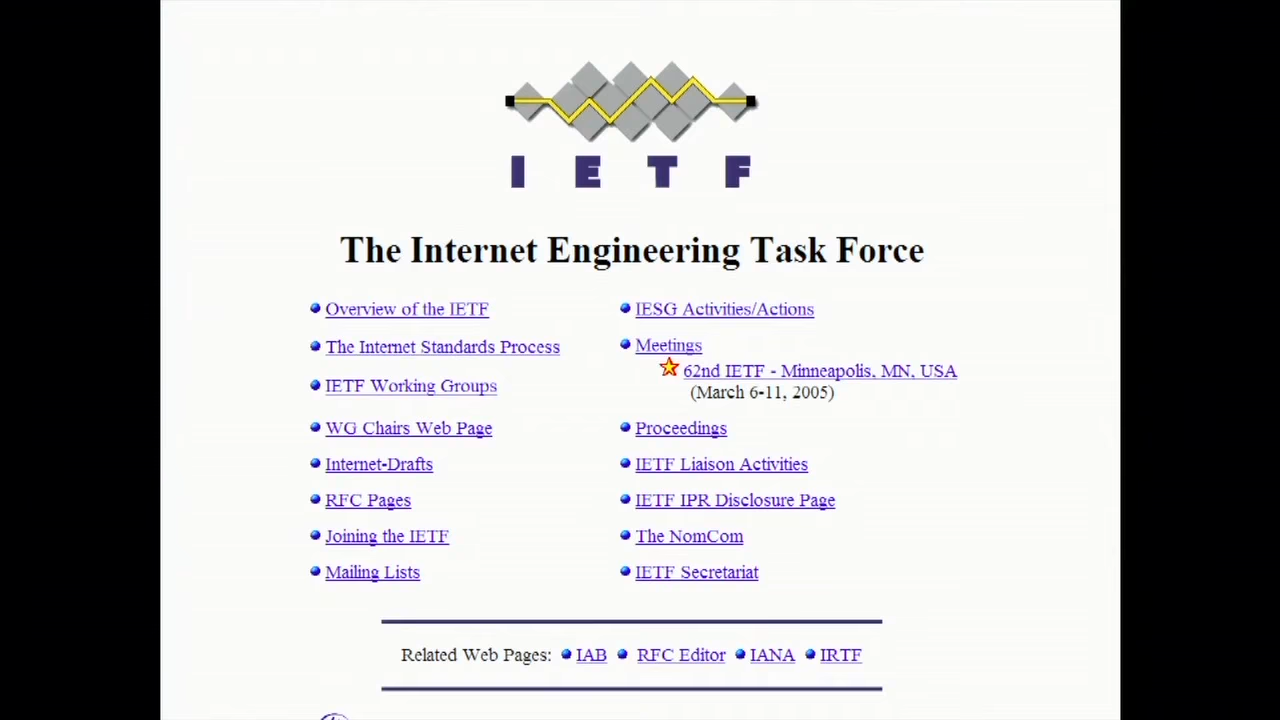 I E T F
The Internet Engineering Task Force
Overview of the IETF
The Internet Standards Process
IETF Working Groups
WG Chairs Web Page
Internet-Drafts
RFC Pages
Joining the IETF
Mailing Lists
IESG Activities/Actions
Meetings
62nd IETF - Minneapolis, MN, USA
(March 6-11, 2005)
Proceedings
IETF Liaison Activities
IETF IPR Disclosure Page
The NomCom
IETF Secretariat
Related Web Pages: IAB RFC Editor IANA IRTF